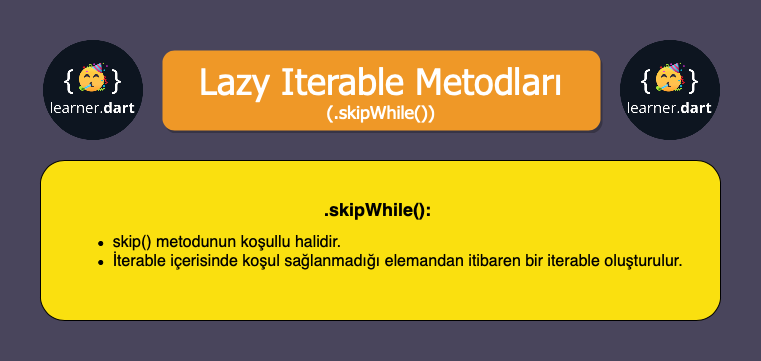 {🥳}
learner.dart
Lazy Iterable Metodları
(.skipWhile())
{🥳}
learner.dart
.skipWhile():
• skip() metodunun koşullu halidir.
• İterable içerisinde koşul sağlanmadığı elemandan itibaren bir iterable oluşturulur.